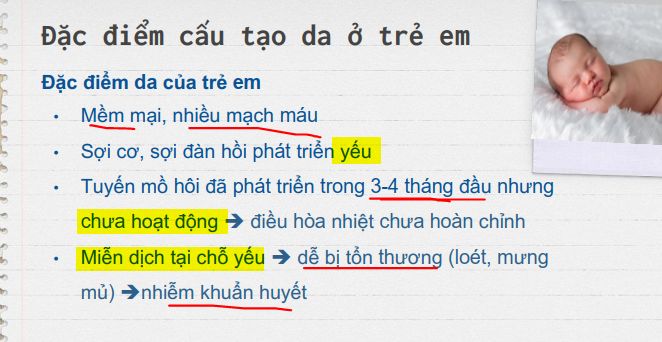 Đặc điểm cấu tạo da ở trẻ em
Đặc điểm da của trẻ em
• Mềm mại, nhiều mạch máu
• Sợi cơ, sợi đàn hồi phát triển yếu
• Tuyến mồ hôi đã phát triển trong 3-4 tháng đầu nhưng
chưa hoạt động ➔ điều hòa nhiệt chưa hoàn chỉnh
• Miễn dịch tại chỗ yếu ➔ dễ bị tổn thương (loét, mưng
mủ) ➔nhiễm khuẩn huyết